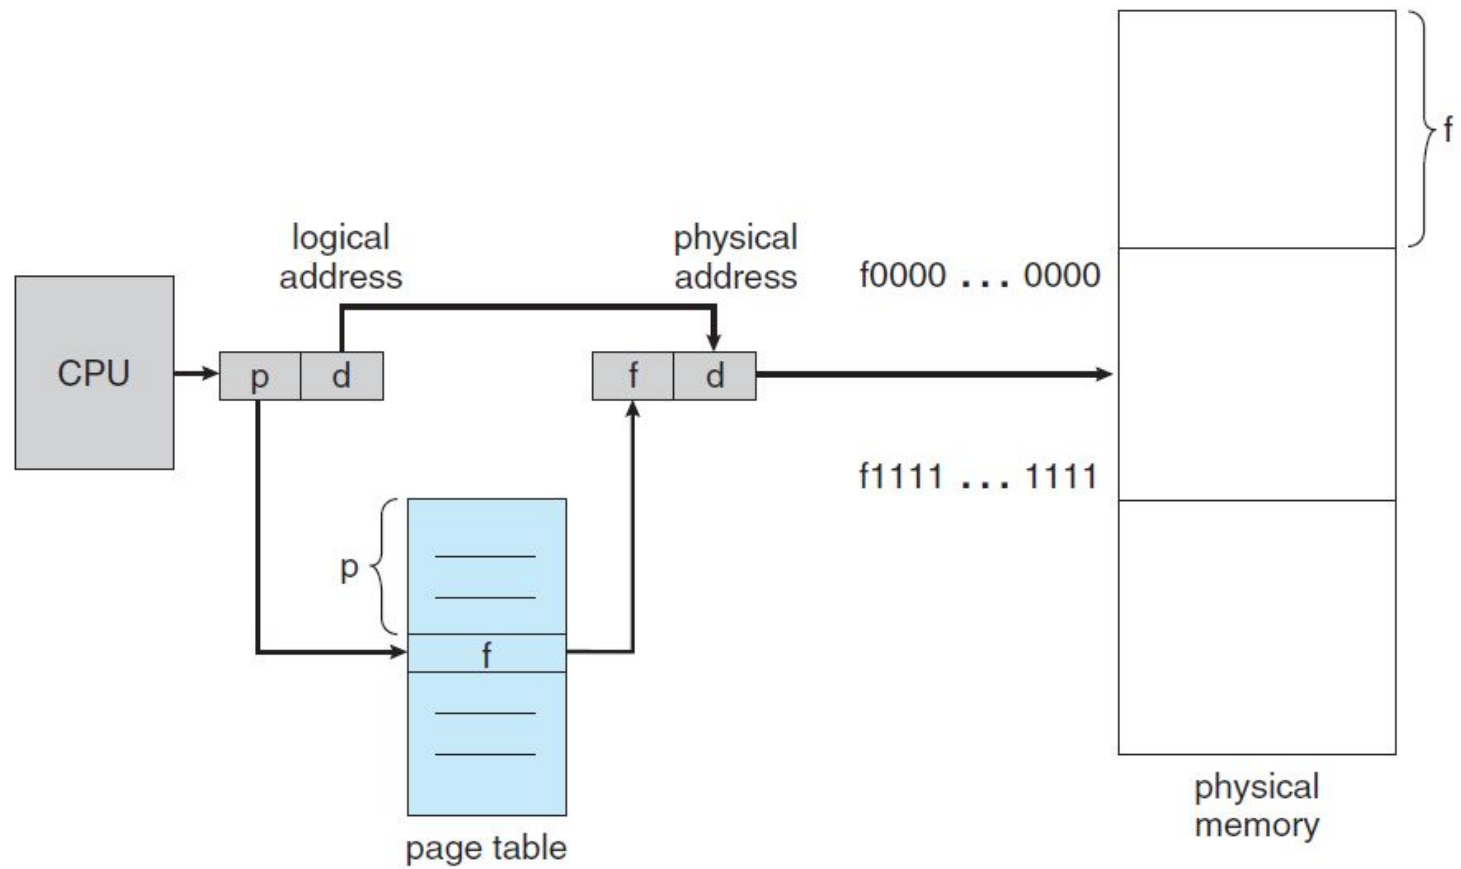 f
logical
address
physical
address
f0000 ... 0000
CPU
p
d
f
d
f1111 ... 1111
p
f
page table
physical
memory